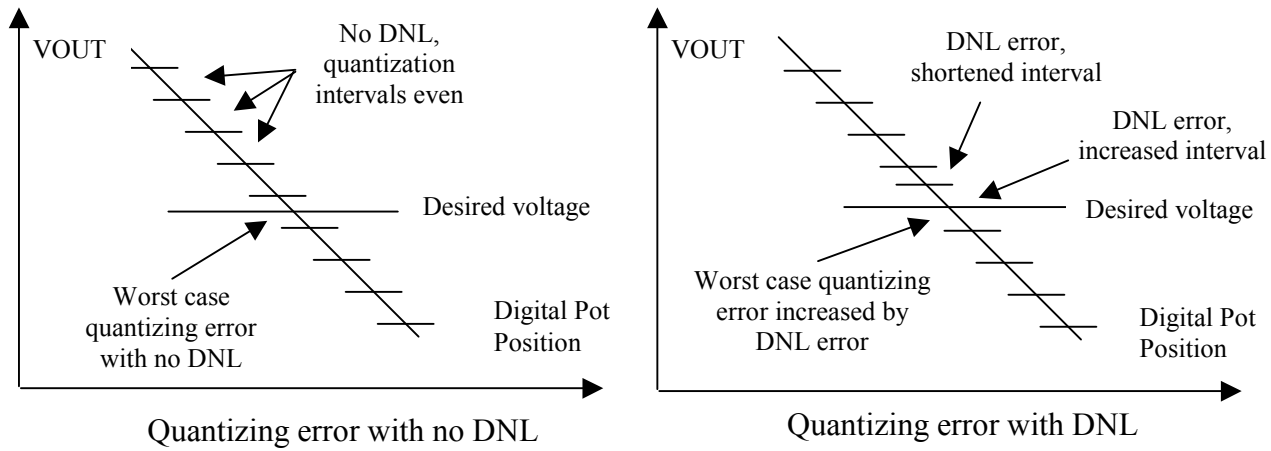 VOUT
No DNL,
quantization
intervals even
Desired voltage
Worst case
quantizing error
with no DNL
Digital Pot
Position
Quantizing error with no DNL
VOUT
DNL error,
shortened interval
DNL error,
increased interval
Desired voltage
Worst case quantizing
error increased by
DNL error
Digital Pot
Position
Quantizing error with DNL